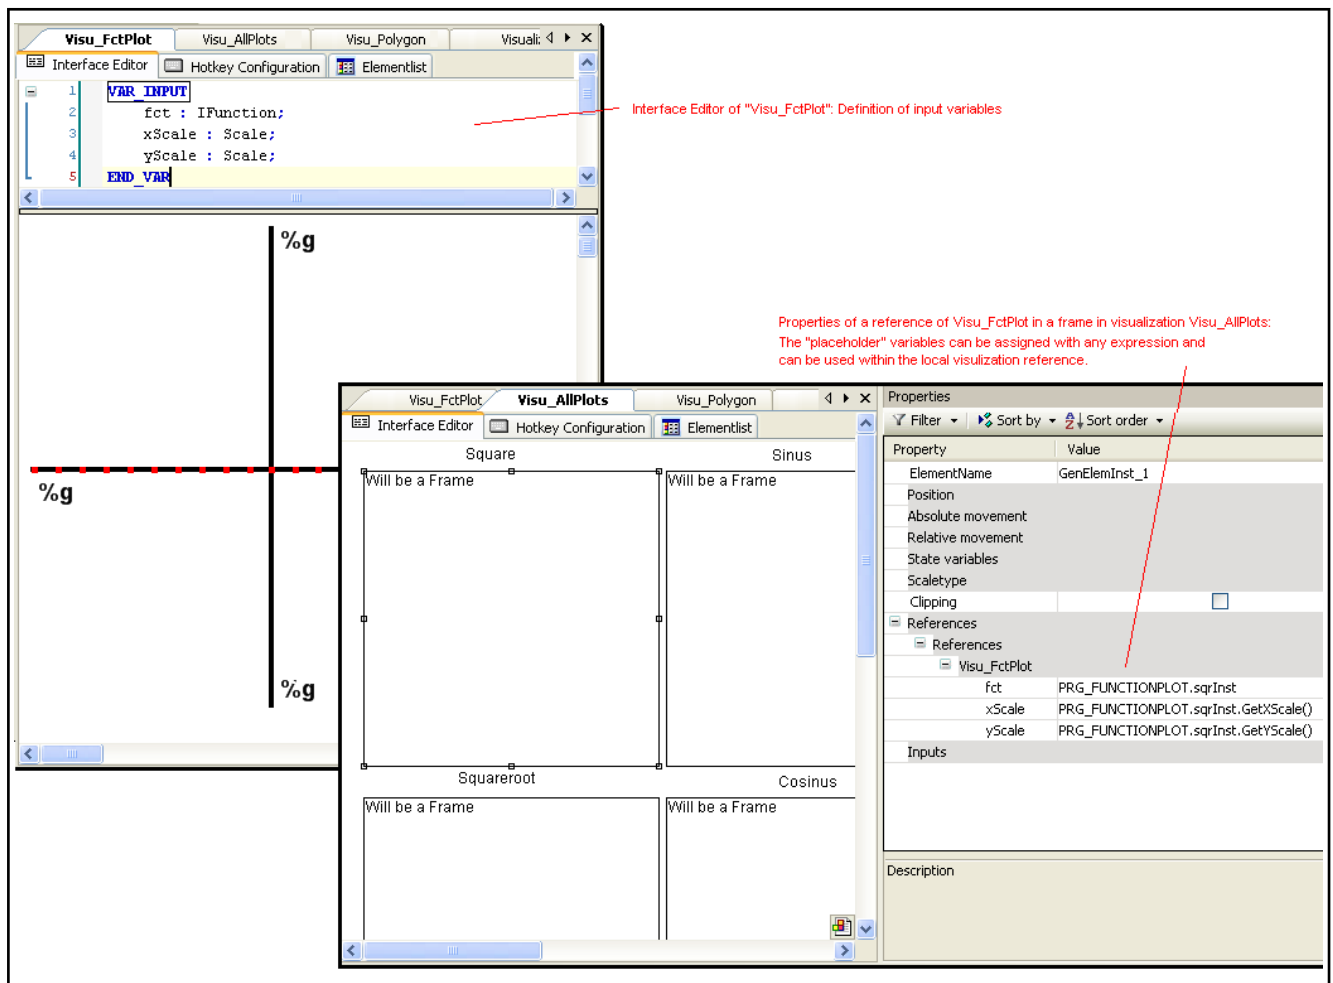 Visu_FctPlot Visu_AllPlots Visu_Polygon Visuali
Interface Editor Hotkey Configuration Elementlist
1 VAR_INPUT
2 fct : IFunction;
3 xScale : Scale;
4 yScale : Scale;
5 END_VAR
Interface Editor of "Visu_FctPlot": Definition of input variables
%g
%g
%g
Properties of a reference of Visu_FctPlot in a frame in visualization Visu_AllPlots:
The "placeholder" variables can be assigned with any expression and
can be used within the local visulization reference.
Visu_FctPlot Visu_AllPlots Visu_Polygon
Interface Editor Hotkey Configuration Elementlist
Square Sinus
Will be a Frame Will be a Frame
Squareroot Cosinus
Will be a Frame Will be a Frame
Properties
Filter Sort by Sort order
Property Value
ElementName GenElemInst_1
Position
Absolute movement
Relative movement
State variables
Scaletype
Clipping
References
References
Visu_FctPlot
fct PRG_FUNCTIONPLOT.sqrInst
xScale PRG_FUNCTIONPLOT.sqrInst.GetXScale()
yScale PRG_FUNCTIONPLOT.sqrInst.GetYScale()
Inputs
Description